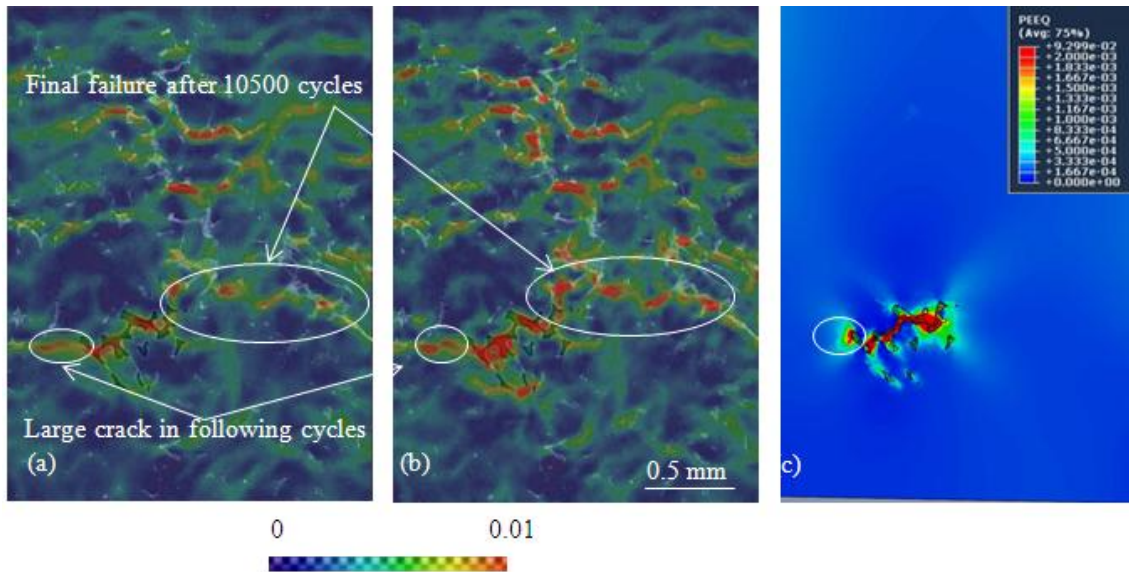 Final failure after 10500 cycles
Large crack in following cycles
(a)
(b)
0.5 mm
PEEQ
(Avg: 75%)
+9.299e-02
+2.000e-03
+1.833e-03
+1.667e-03
+1.500e-03
+1.333e-03
+1.167e-03
+1.000e-03
+8.333e-04
+6.667e-04
+5.000e-04
+3.333e-04
+1.667e-04
+0.000e+00
(c)
0 0.01